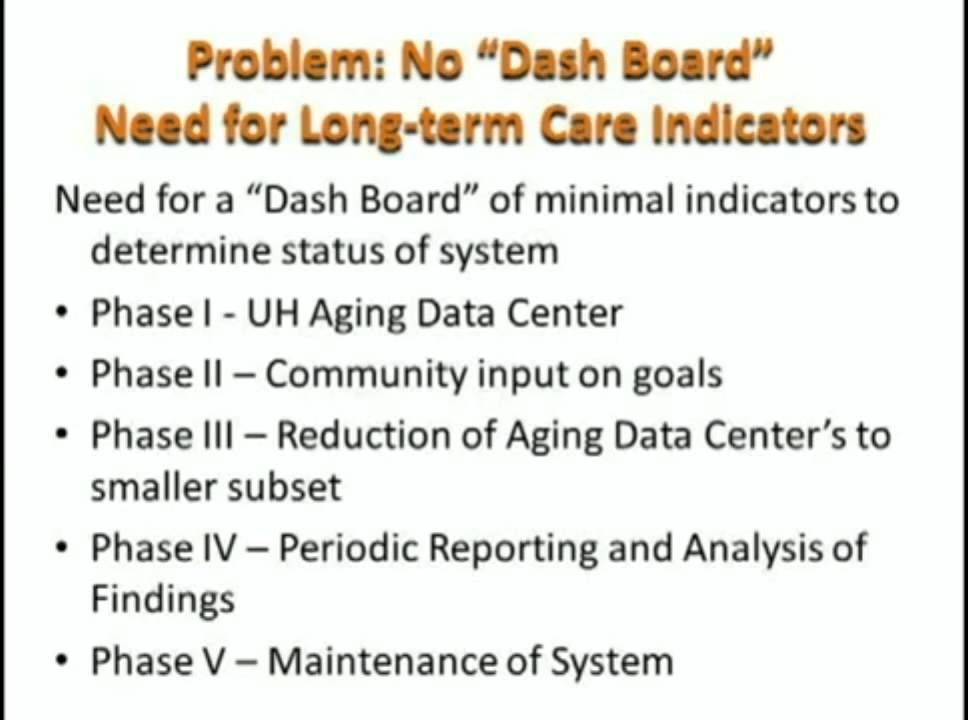 Problem: No “Dash Board”
Need for Long-term Care Indicators
Need for a “Dash Board” of minimal indicators to
determine status of system
• Phase I - UH Aging Data Center
• Phase II – Community input on goals
• Phase III – Reduction of Aging Data Center’s to
smaller subset
• Phase IV – Periodic Reporting and Analysis of
Findings
• Phase V – Maintenance of System